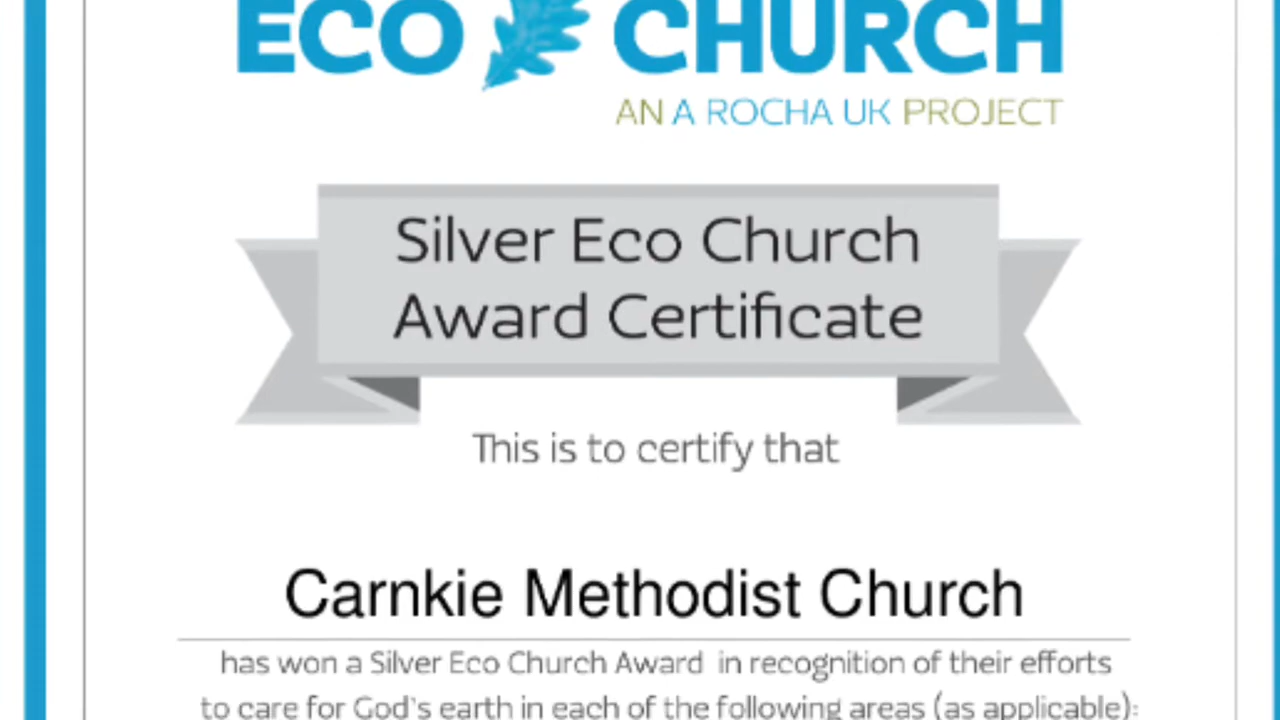 ECO CHURCH
AN A ROCHA UK PROJECT
Silver Eco Church
Award Certificate
This is to certify that
Carnkie Methodist Church
has won a Silver Eco Church Award in recognition of their efforts
to care for God's earth in each of the following areas (as applicable):